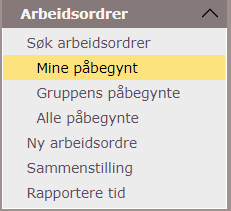 Arbeidsordrer
Søk arbeidsordrer
Mine påbegynt
Gruppens påbegynte
Alle påbegynte
Ny arbeidsordre
Sammenstilling
Rapportere tid